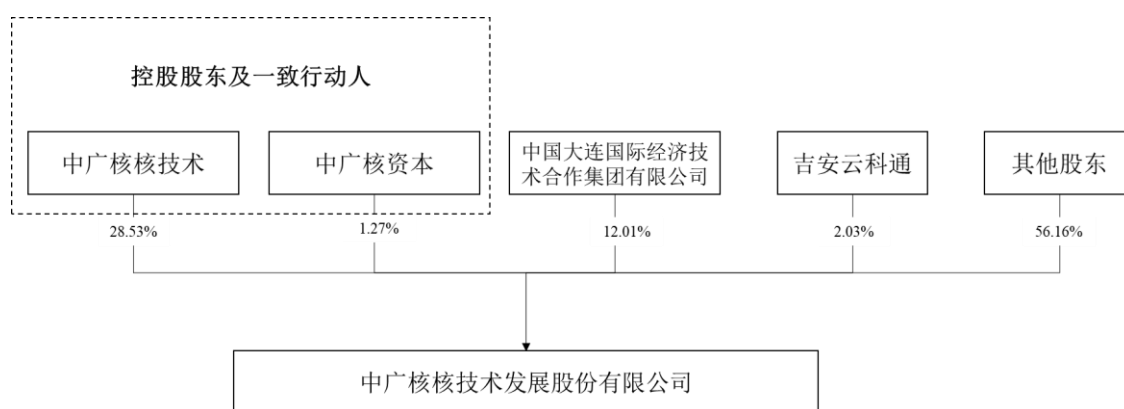 控股股东及一致行动人
中广核核技术
中广核资本
中国大连国际经济技
术合作集团有限公司
吉安云科通
其他股东
28.53%
1.27%
12.01%
2.03%
56.16%
中广核核技术发展股份有限公司